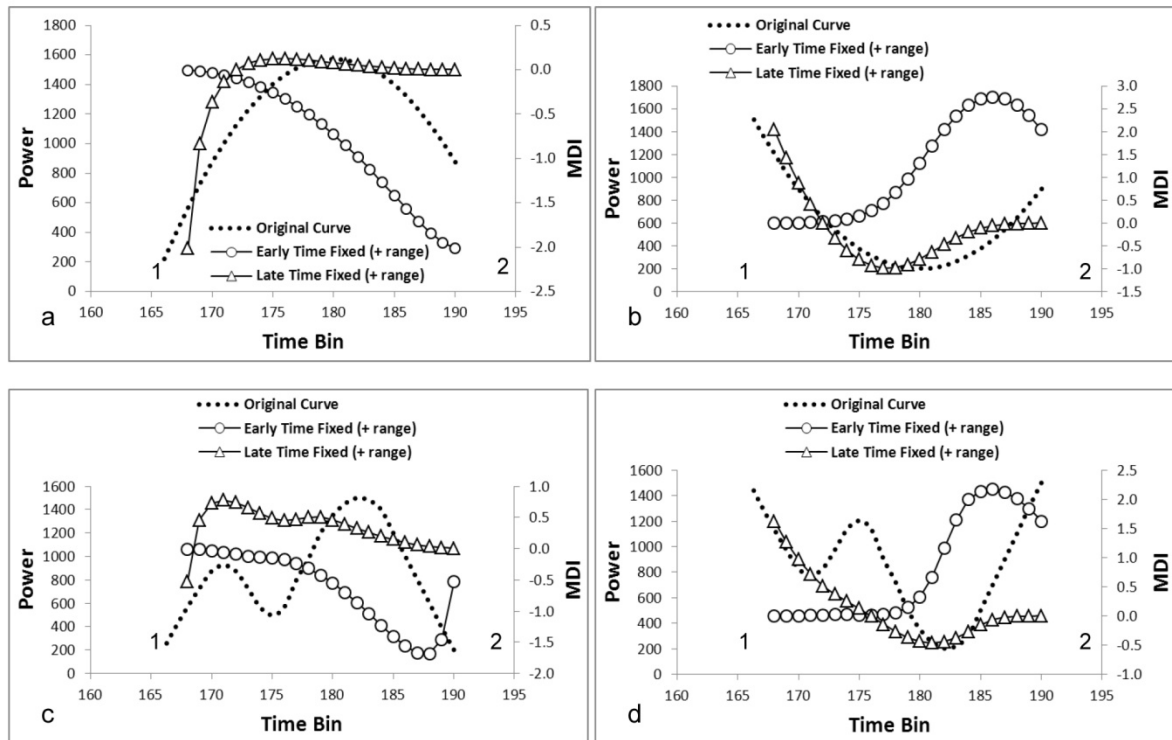 Original Curve
Early Time Fixed (+ range)
Late Time Fixed (+ range)
Power
MDI
Time Bin
1600
1400
1200
1000
800
600
400
200
0
0.5
0.0
-0.5
-1.0
-1.5
-2.0
-2.5
160 165 170 175 180 185 190 195
1
2
a
Original Curve
Early Time Fixed (+ range)
Late Time Fixed (+ range)
Power
MDI
Time Bin
1800
1600
1400
1200
1000
800
600
400
200
0
3.0
2.5
2.0
1.5
1.0
0.5
0.0
-0.5
-1.0
-1.5
160 165 170 175 180 185 190 195
1
2
b
Original Curve
Early Time Fixed (+ range)
Late Time Fixed (+ range)
Power
MDI
Time Bin
1600
1400
1200
1000
800
600
400
200
0
1.0
0.5
0.0
-0.5
-1.0
-1.5
-2.0
160 165 170 175 180 185 190 195
1
2
c
Original Curve
Early Time Fixed (+ range)
Late Time Fixed (+ range)
Power
MDI
Time Bin
1600
1400
1200
1000
800
600
400
200
0
2.5
2.0
1.5
1.0
0.5
0.0
-0.5
-1.0
160 165 170 175 180 185 190 195
1
2
d